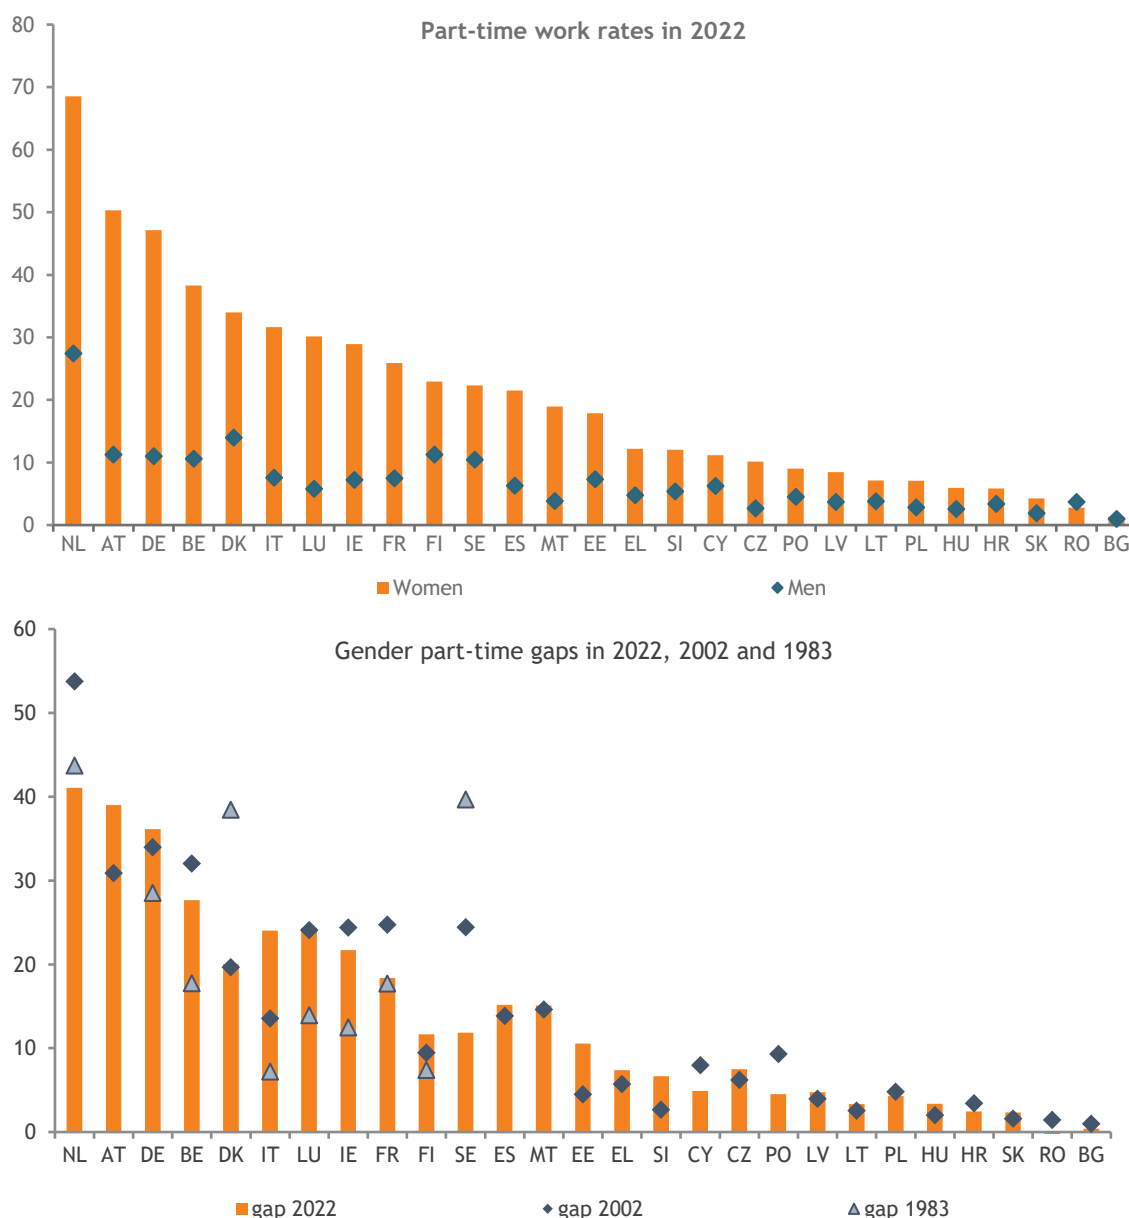 80
Part-time work rates in 2022
70
60
50
40
30
20
10
0
NL AT DE BE DK IT LU IE FR FI SE ES MT EE EL SI CY CZ PO LV LT PL HU HR SK RO BG
Women Men
60
Gender part-time gaps in 2022, 2002 and 1983
50
40
30
20
10
0
NL AT DE BE DK IT LU IE FR FI SE ES MT EE EL SI CY CZ PO LV LT PL HU HR SK RO BG
gap 2022 gap 2002 gap 1983